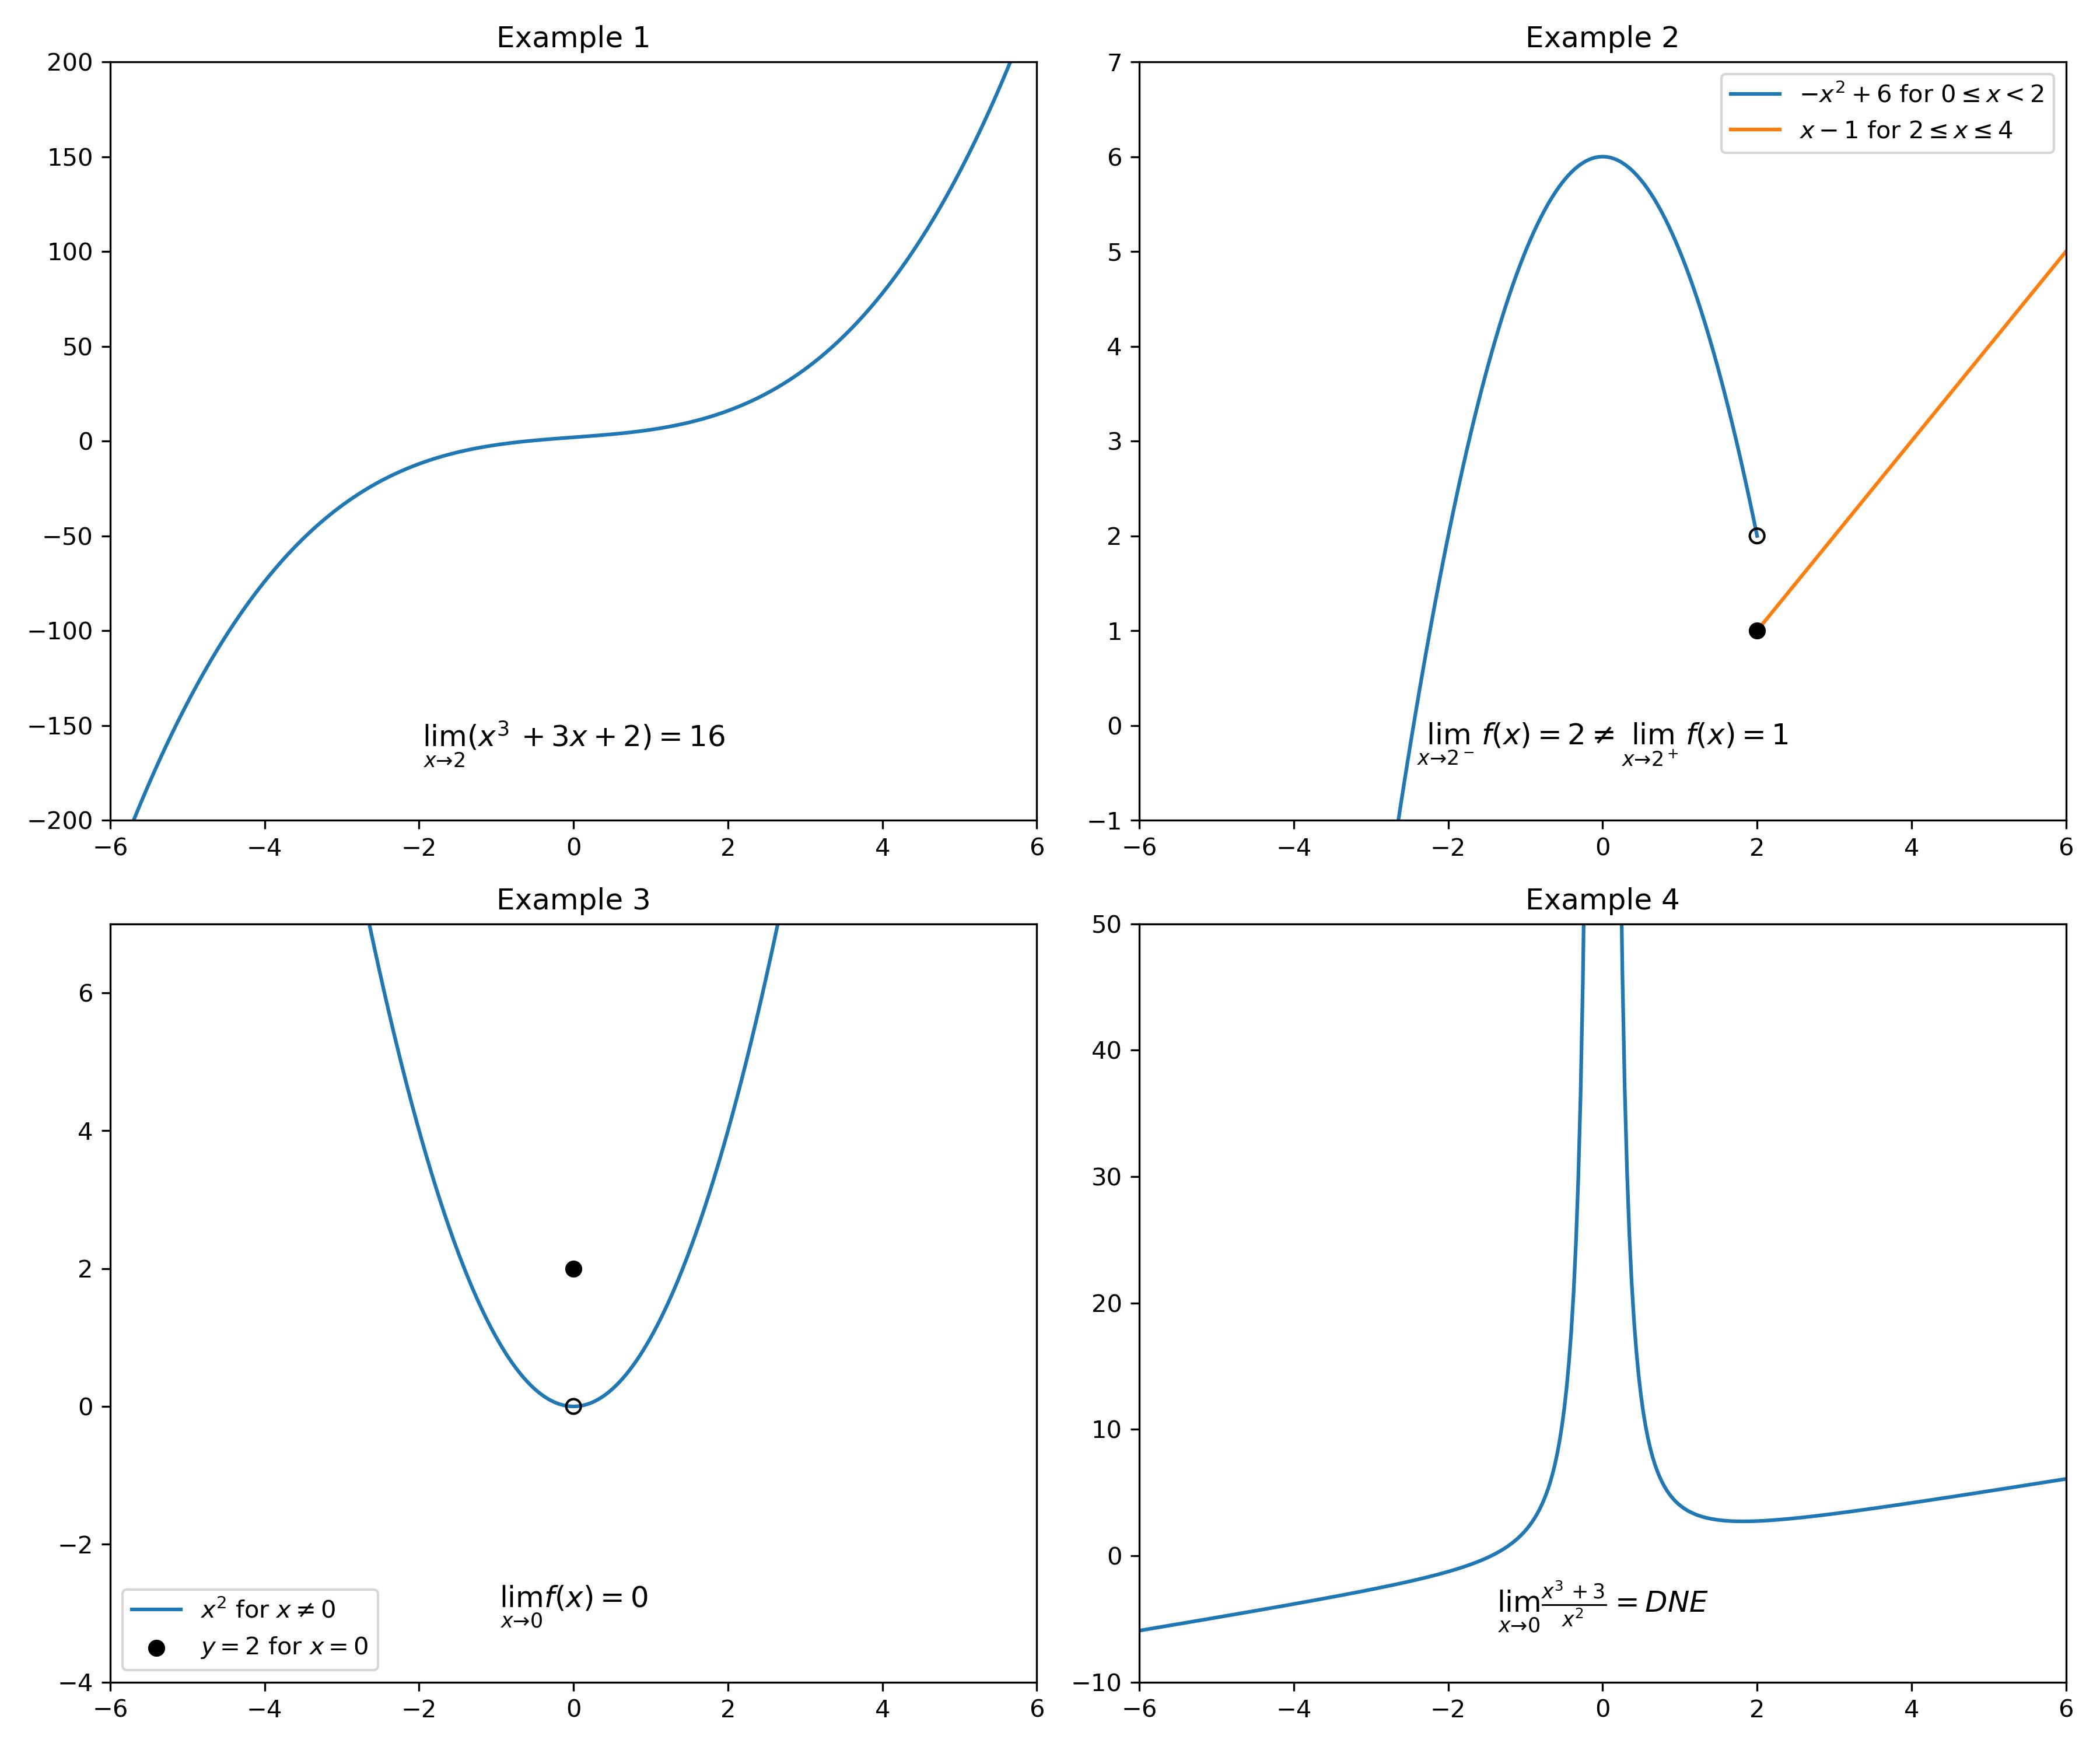 Example 1
200
150
100
50
0
−50
−100
−150
−200
lim(x³ + 3x + 2) = 16
x→2
−6 −4 −2 0 2 4 6
Example 2
7
6
5
4
3
2
1
0
−1
−x² + 6 for 0 ≤ x < 2
x − 1 for 2 ≤ x ≤ 4
lim f(x) = 2 ≠ lim f(x) = 1
x→2⁻ x→2⁺
−6 −4 −2 0 2 4 6
Example 3
6
4
2
0
−2
−4
lim f(x) = 0
x→0
x² for x ≠ 0
y = 2 for x = 0
−6 −4 −2 0 2 4 6
Example 4
50
40
30
20
10
0
−10
lim x³ + 3 / x² = DNE
x→0
−6 −4 −2 0 2 4 6